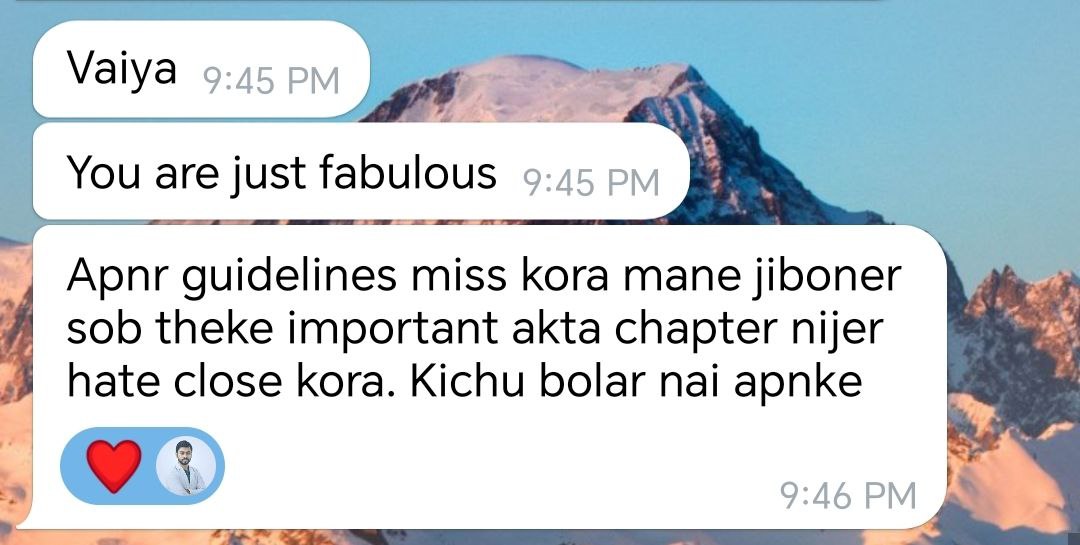 Vaiya 9:45 PM
You are just fabulous 9:45 PM
Apnr guidelines miss kora mane jiboner
sob theke important akta chapter nijer
hate close kora. Kichu bolar nai apnke
9:46 PM